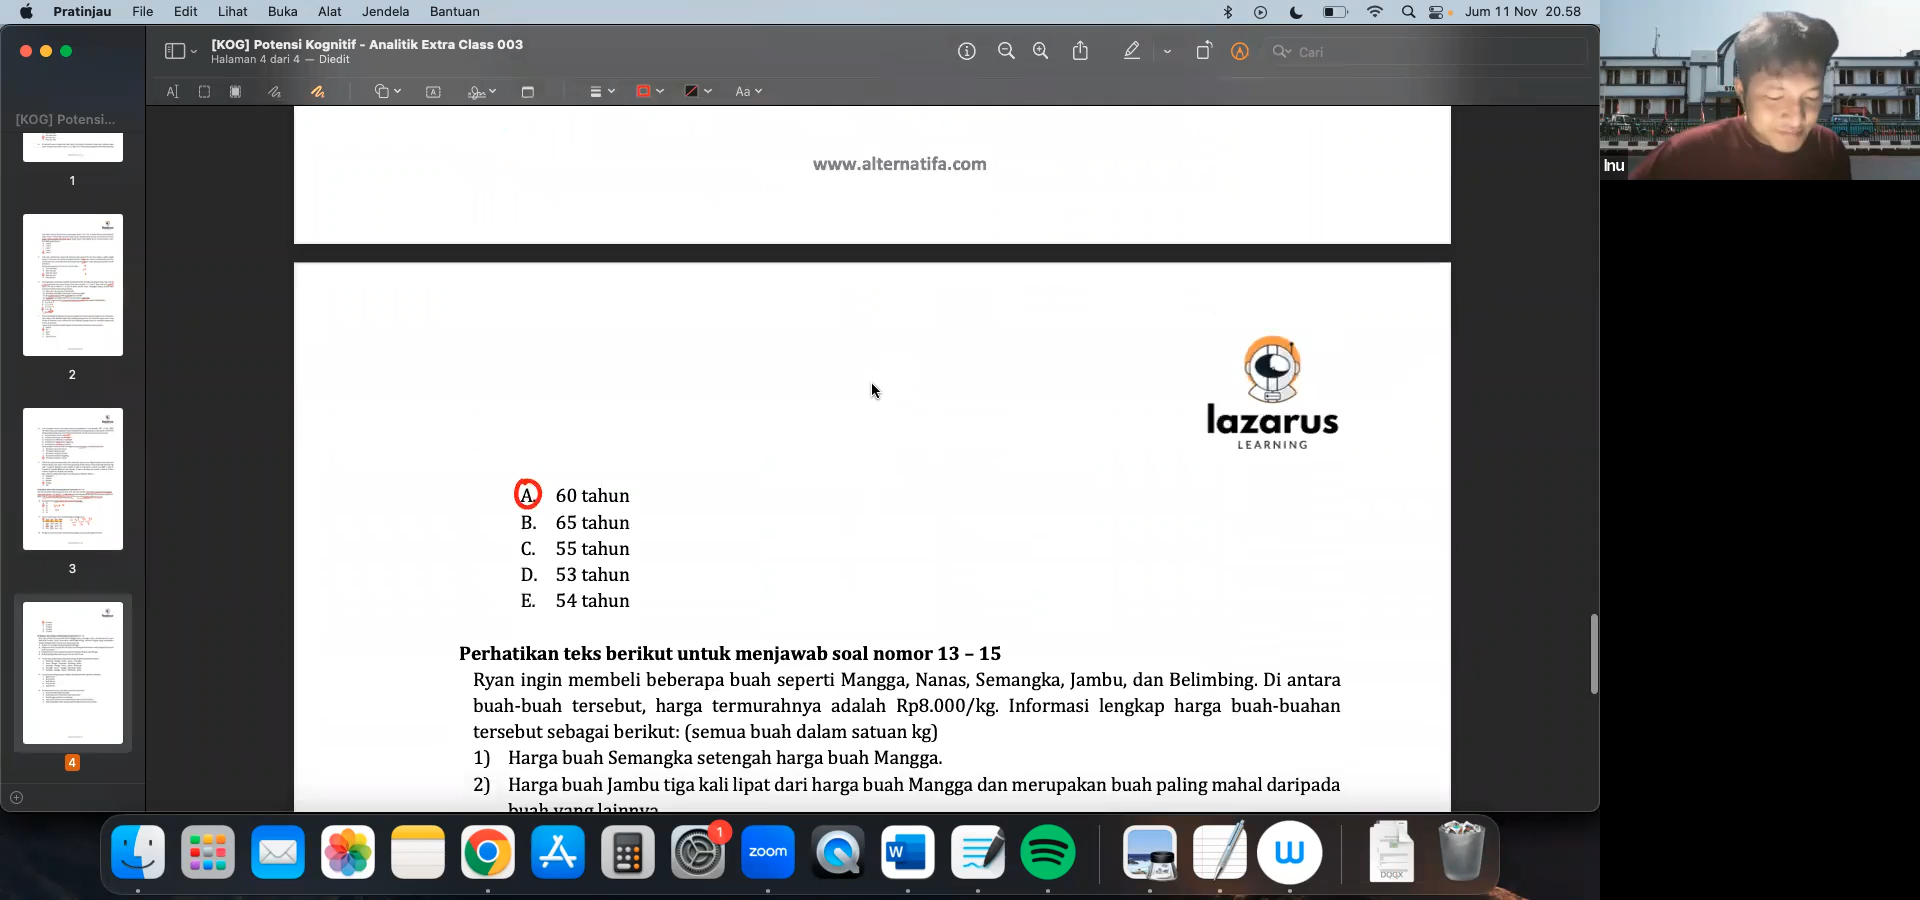 Pratinjau File Edit Lihat Buka Alat Jendela Bantuan Jum 11 Nov 20.58
[KOG] Potensi Kognitif - Analitik Extra Class 003
Halaman 4 dari 4 — Diedit
Cari
[KOG] Potensi...
1
2
3
4
www.alternatifa.com
lazarus
LEARNING
A. 60 tahun
B. 65 tahun
C. 55 tahun
D. 53 tahun
E. 54 tahun
Perhatikan teks berikut untuk menjawab soal nomor 13 – 15
Ryan ingin membeli beberapa buah seperti Mangga, Nanas, Semangka, Jambu, dan Belimbing. Di antara
buah-buah tersebut, harga termurahnya adalah Rp8.000/kg. Informasi lengkap harga buah-buahan
tersebut sebagai berikut: (semua buah dalam satuan kg)
1) Harga buah Semangka setengah harga buah Mangga.
2) Harga buah Jambu tiga kali lipat dari harga buah Mangga dan merupakan buah paling mahal daripada
buah yang lainnya
Inu
1
zoom
W
DOQX